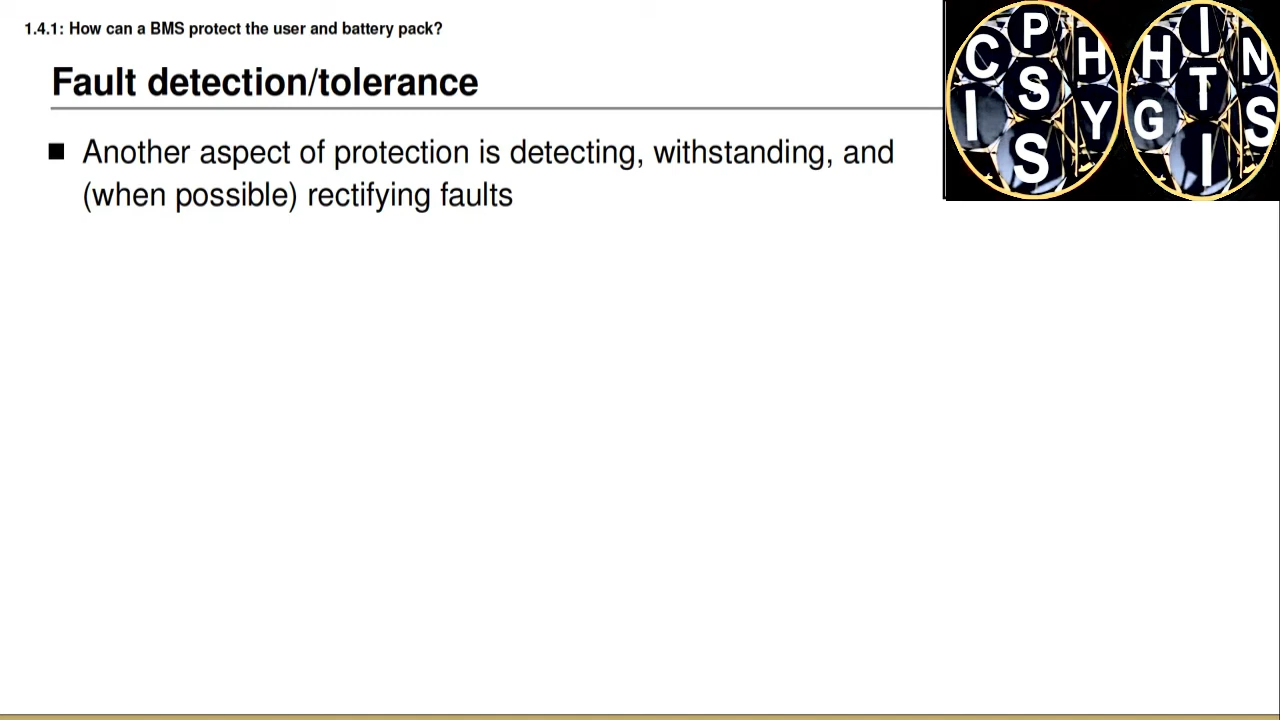 1.4.1: How can a BMS protect the user and battery pack?
Fault detection/tolerance
Another aspect of protection is detecting, withstanding, and
(when possible) rectifying faults
C P H
I S Y
S
H I N
G T S
I